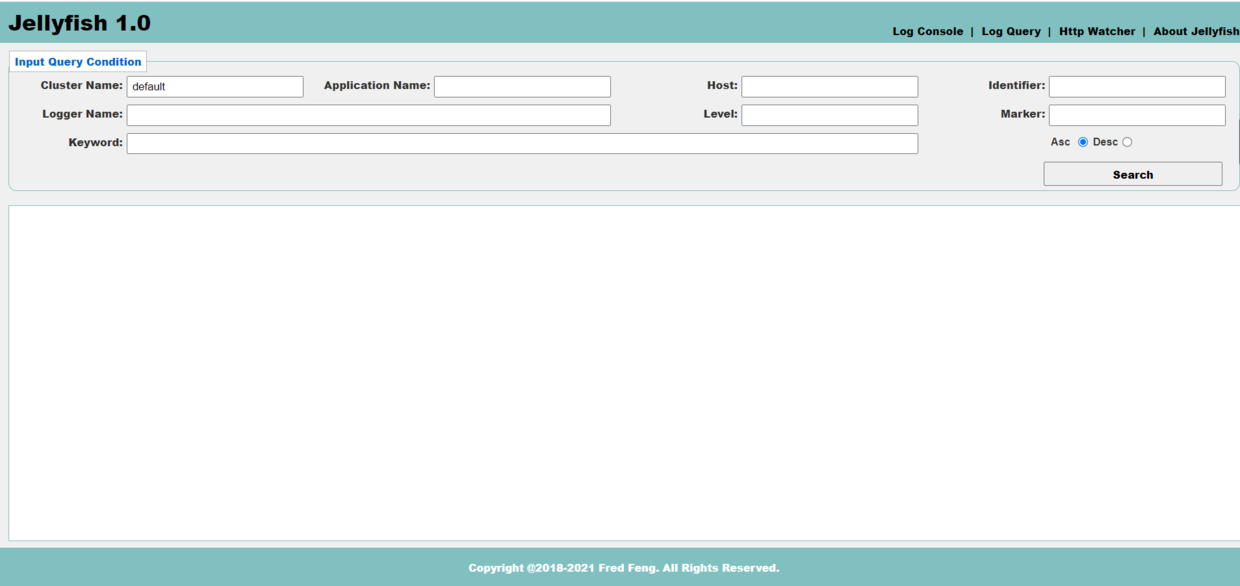 Jellyfish 1.0
Log Console | Log Query | Http Watcher | About Jellyfish
Input Query Condition
Cluster Name: default Application Name: Host: Identifier:
Logger Name: Level: Marker:
Keyword: Asc Desc
Search
Copyright @2018-2021 Fred Feng. All Rights Reserved.